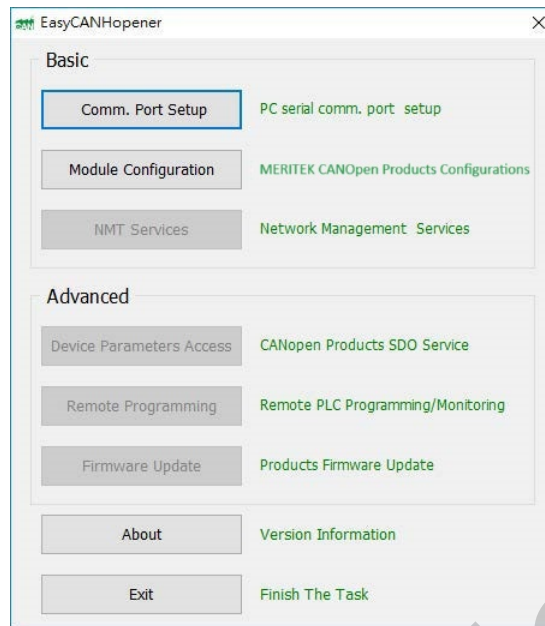 EasyCANHopener
Basic
Comm. Port Setup PC serial comm. port setup
Module Configuration MERITEK CANOpen Products Configurations
NMT Services Network Management Services
Advanced
Device Parameters Access CANopen Products SDO Service
Remote Programming Remote PLC Programming/Monitoring
Firmware Update Products Firmware Update
About Version Information
Exit Finish The Task